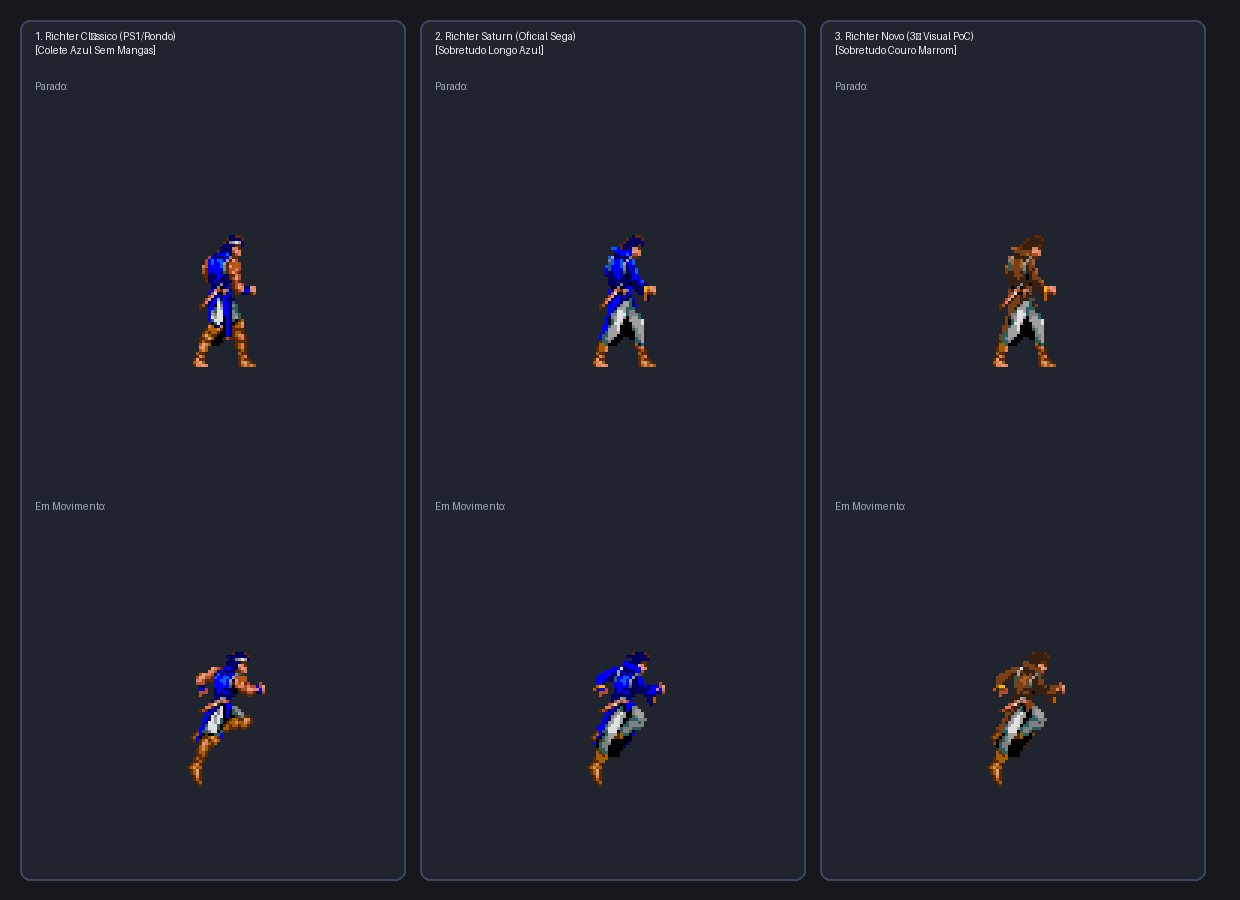 1. Richter Cl▯▯ssico (PS1/Rondo)
[Colete Azul Sem Mangas]
Parado:
Em Movimento:
2. Richter Saturn (Oficial Sega)
[Sobretudo Longo Azul]
Parado:
Em Movimento:
3. Richter Novo (3▯ Visual PoC)
[Sobretudo Couro Marrom]
Parado:
Em Movimento: